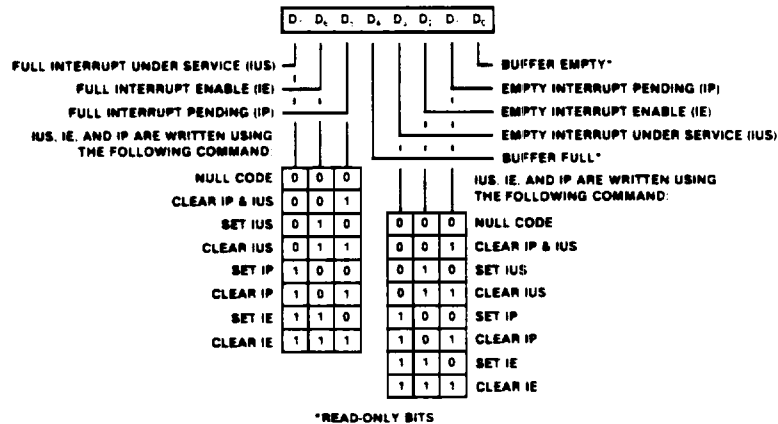 D₇ D₆ D₅ D₄ D₃ D₂ D₁ D₀
FULL INTERRUPT UNDER SERVICE (IUS)
FULL INTERRUPT ENABLE (IE)
FULL INTERRUPT PENDING (IP)
IUS, IE, AND IP ARE WRITTEN USING
THE FOLLOWING COMMAND:
NULL CODE 0 0 0
CLEAR IP & IUS 0 0 1
SET IUS 0 1 0
CLEAR IUS 0 1 1
SET IP 1 0 0
CLEAR IP 1 0 1
SET IE 1 1 0
CLEAR IE 1 1 1
BUFFER EMPTY*
EMPTY INTERRUPT PENDING (IP)
EMPTY INTERRUPT ENABLE (IE)
EMPTY INTERRUPT UNDER SERVICE (IUS)
BUFFER FULL*
IUS, IE, AND IP ARE WRITTEN USING
THE FOLLOWING COMMAND:
0 0 0 NULL CODE
0 0 1 CLEAR IP & IUS
0 1 0 SET IUS
0 1 1 CLEAR IUS
1 0 0 SET IP
1 0 1 CLEAR IP
1 1 0 SET IE
1 1 1 CLEAR IE
*READ-ONLY BITS